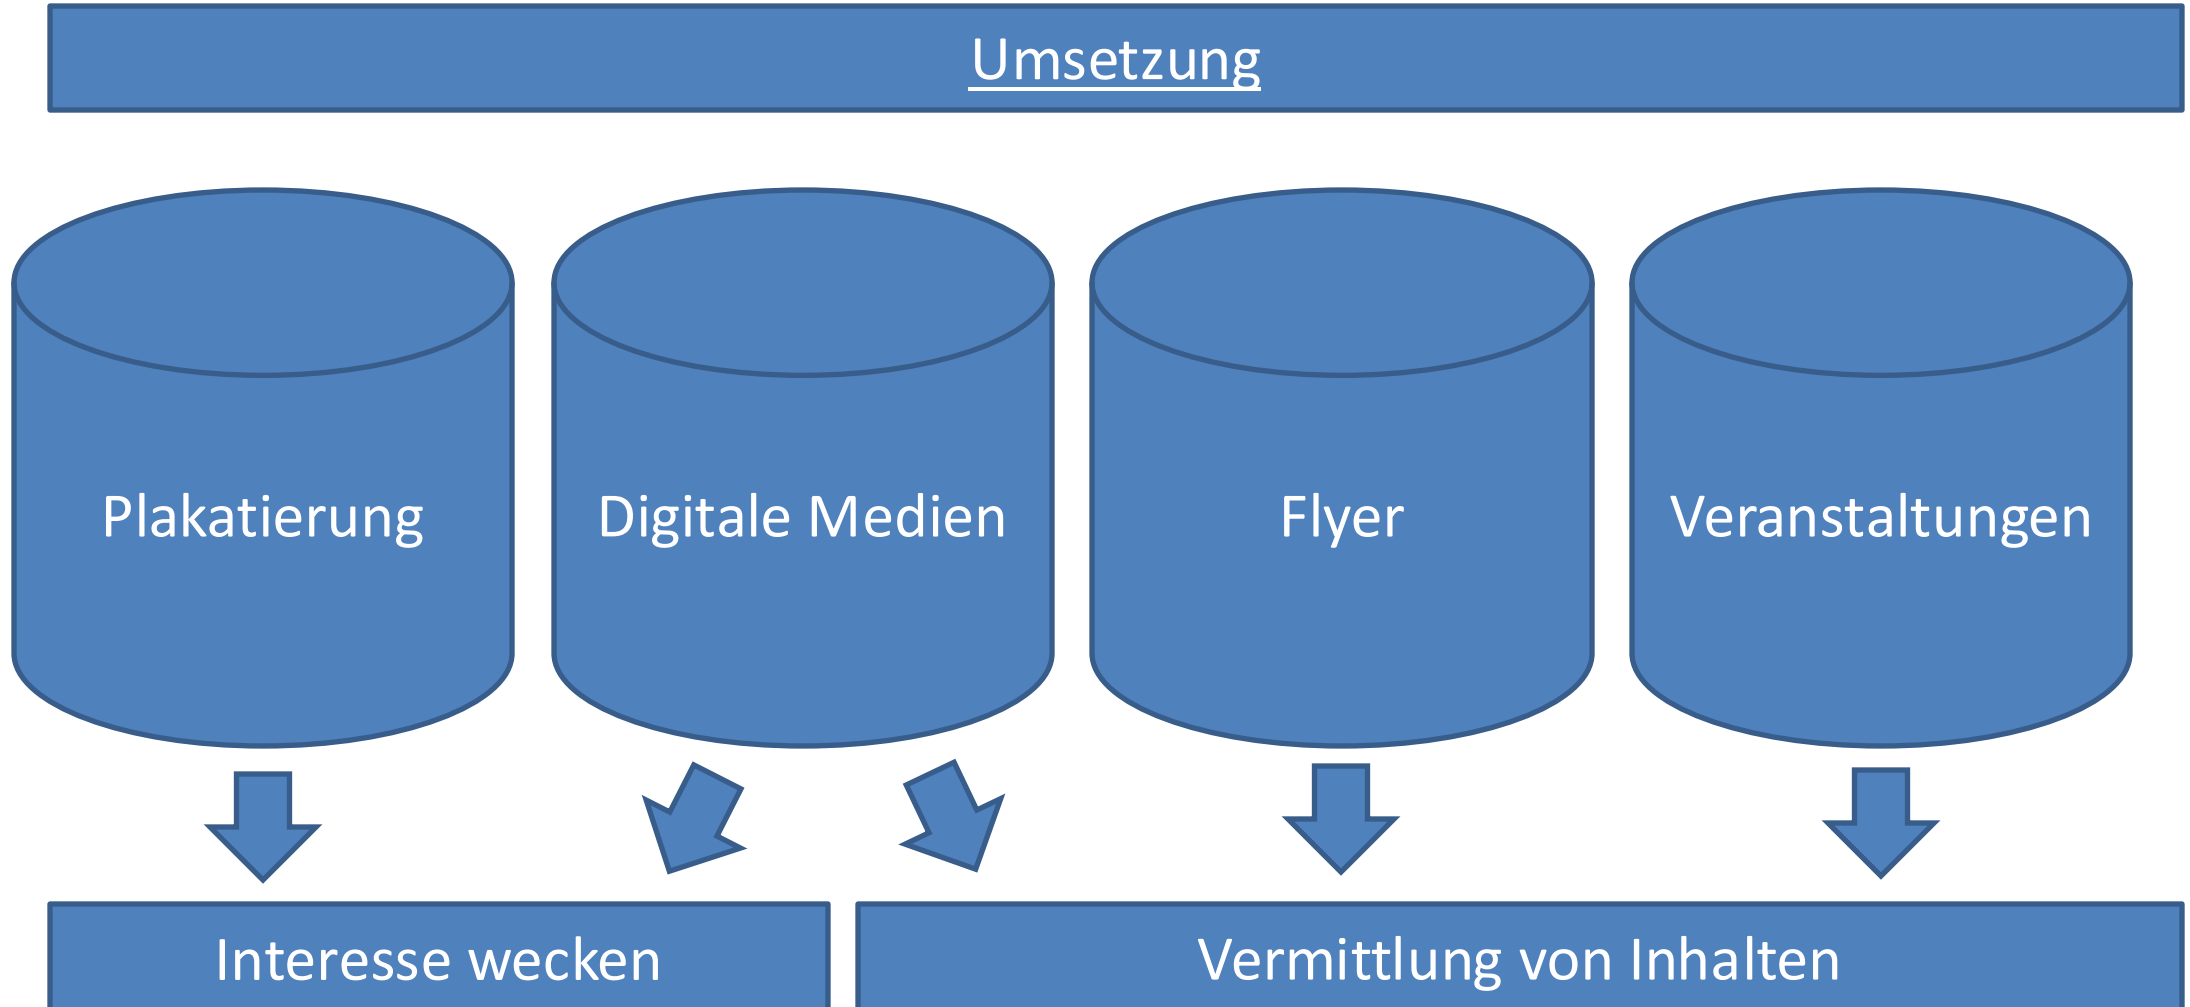 Umsetzung
Plakatierung
Digitale Medien
Flyer
Veranstaltungen
Interesse wecken
Vermittlung von Inhalten